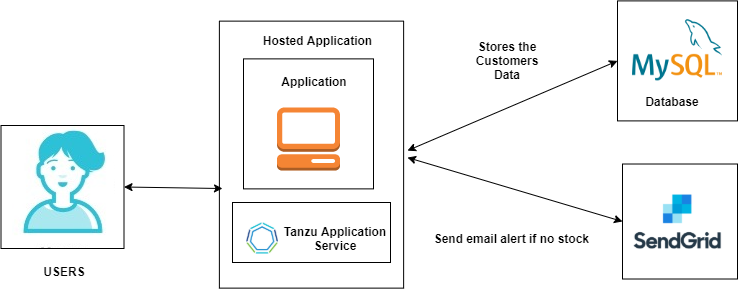 Hosted Application
Application
Tanzu Application
Service
USERS
Stores the
Customers
Data
MySQL™
Database
Send email alert if no stock
SendGrid